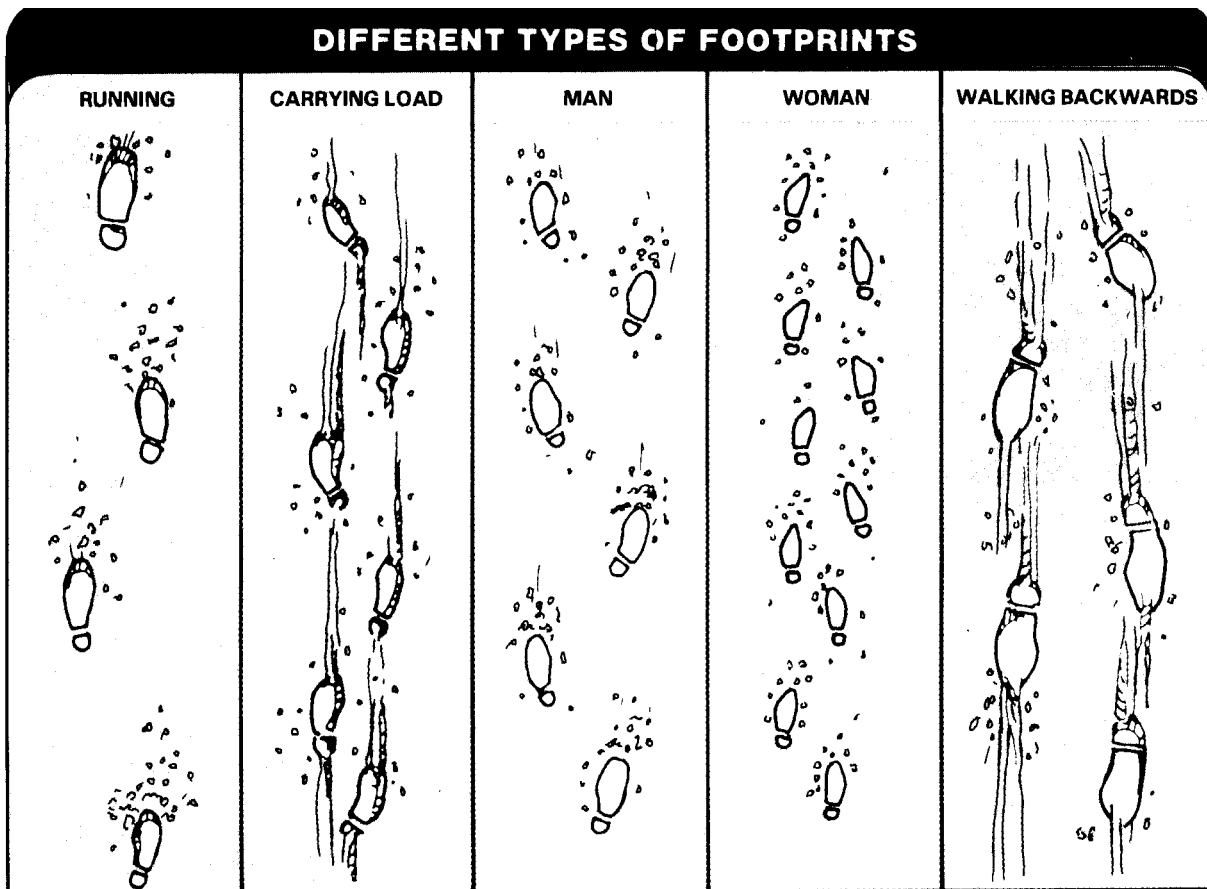 DIFFERENT TYPES OF FOOTPRINTS
RUNNING
CARRYING LOAD
MAN
WOMAN
WALKING BACKWARDS